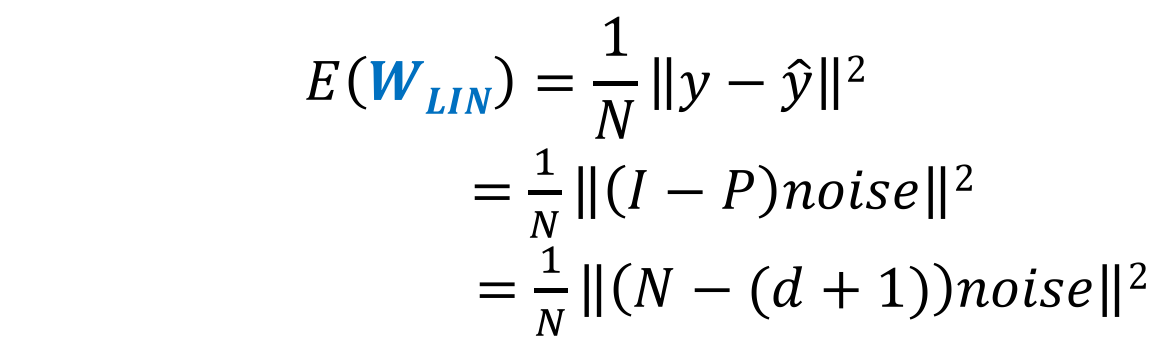 E(W_LIN) = 1/N ‖y − ŷ‖²
= 1/N ‖(I − P)noise‖²
= 1/N ‖(N − (d + 1))noise‖²